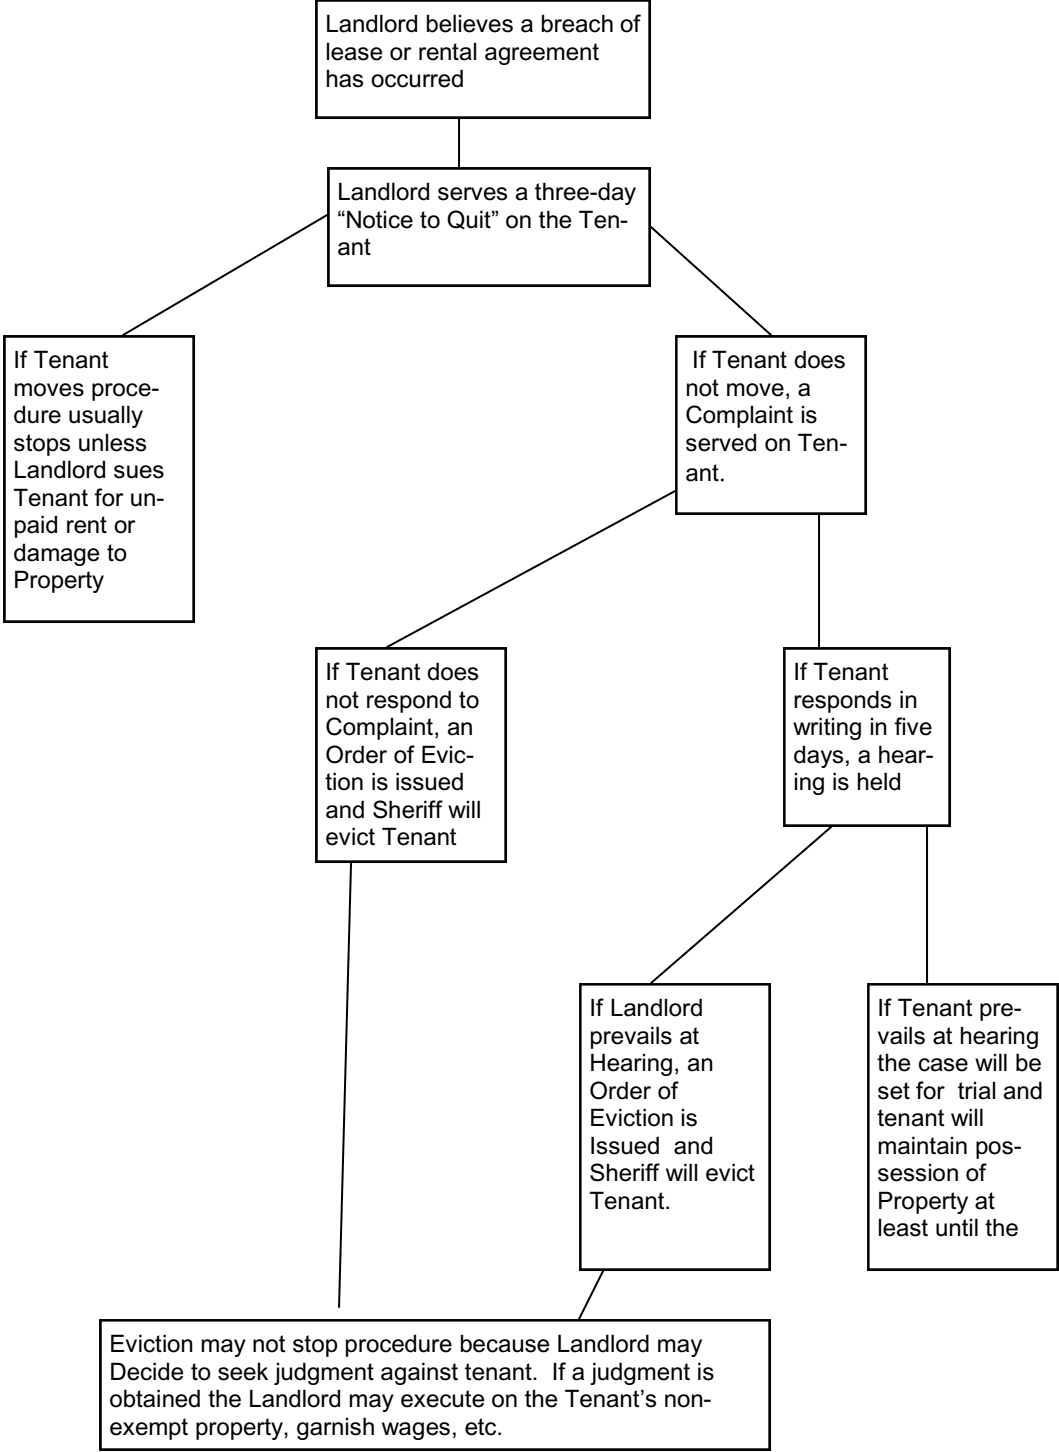 Landlord believes a breach of
lease or rental agreement
has occurred
Landlord serves a three-day
“Notice to Quit” on the Ten-
ant
If Tenant
moves proce-
dure usually
stops unless
Landlord sues
Tenant for un-
paid rent or
damage to
Property
If Tenant does
not move, a
Complaint is
served on Ten-
ant.
If Tenant does
not respond to
Complaint, an
Order of Evic-
tion is issued
and Sheriff will
evict Tenant
If Tenant
responds in
writing in five
days, a hear-
ing is held
If Landlord
prevails at
Hearing, an
Order of
Eviction is
Issued  and
Sheriff will evict
Tenant.
If Tenant pre-
vails at hearing
the case will be
set for  trial and
tenant will
maintain pos-
session of
Property at
least until the
Eviction may not stop procedure because Landlord may
Decide to seek judgment against tenant.  If a judgment is
obtained the Landlord may execute on the Tenant’s non-
exempt property, garnish wages, etc.